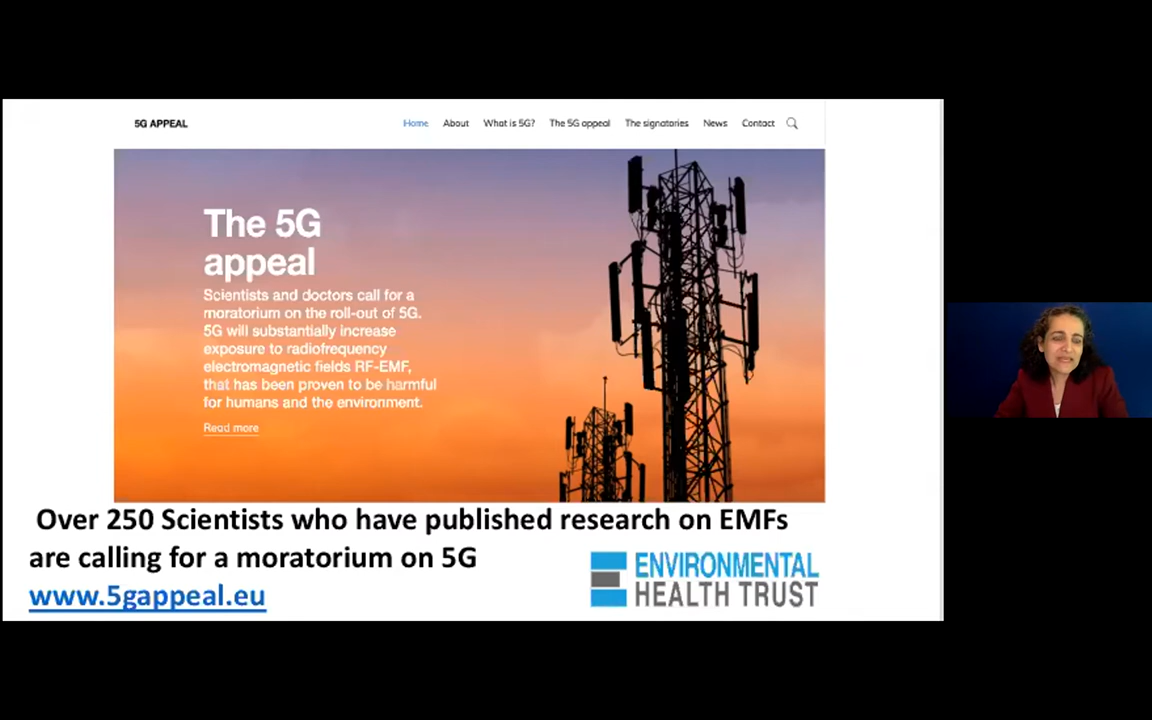 5G APPEAL
Home About What is 5G? The 5G appeal The signatories News Contact
The 5G
appeal
Scientists and doctors call for a
moratorium on the roll-out of 5G.
5G will substantially increase
exposure to radiofrequency
electromagnetic fields RF-EMF,
that has been proven to be harmful
for humans and the environment.
Read more
Over 250 Scientists who have published research on EMFs
are calling for a moratorium on 5G
www.5gappeal.eu
ENVIRONMENTAL
HEALTH TRUST